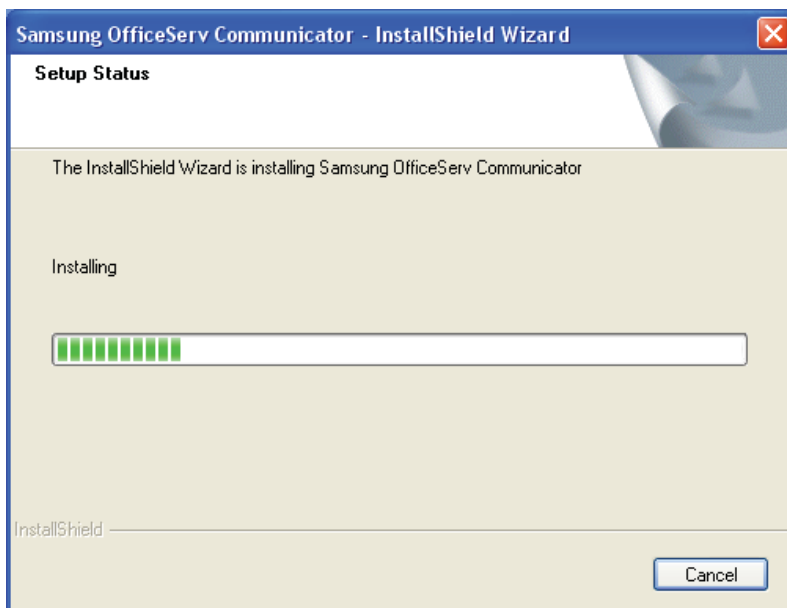 Samsung OfficeServ Communicator - InstallShield Wizard
Setup Status
The InstallShield Wizard is installing Samsung OfficeServ Communicator
Installing
InstallShield
Cancel